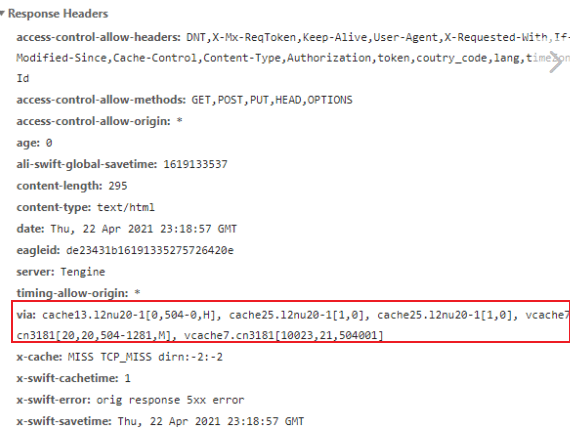 Response Headers
access-control-allow-headers: DNT,X-Mx-ReqToken,Keep-Alive,User-Agent,X-Requested-With,If-
Modified-Since,Cache-Control,Content-Type,Authorization,token,coutry_code,lang,timeZon
Id
access-control-allow-methods: GET,POST,PUT,HEAD,OPTIONS
access-control-allow-origin: *
age: 0
ali-swift-global-savetime: 1619133537
content-length: 295
content-type: text/html
date: Thu, 22 Apr 2021 23:18:57 GMT
eagleid: de23431b16191335275726420e
server: Tengine
timing-allow-origin: *
via: cache13.l2nu20-1[0,504-0,H], cache25.l2nu20-1[1,0], cache25.l2nu20-1[1,0], vcache7
cn3181[20,20,504-1281,M], vcache7.cn3181[10023,21,504001]
x-cache: MISS TCP_MISS dirn:-2:-2
x-swift-cachetime: 1
x-swift-error: orig response 5xx error
x-swift-savetime: Thu, 22 Apr 2021 23:18:57 GMT